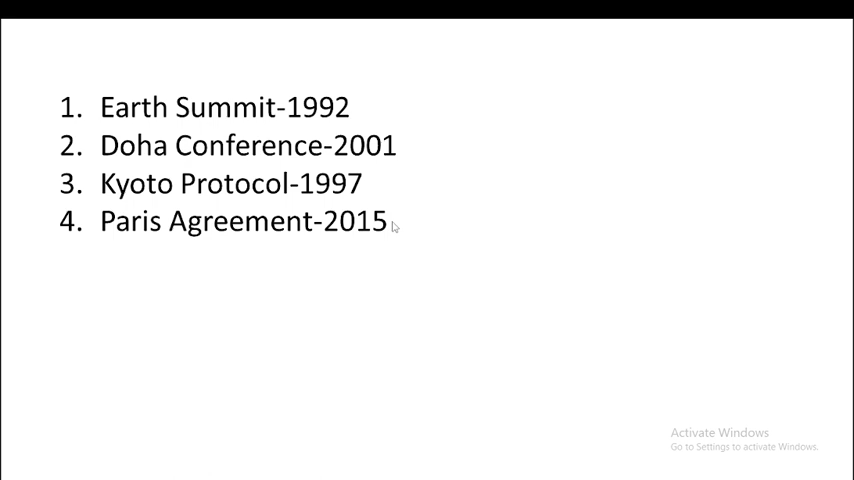 1. Earth Summit-1992
2. Doha Conference-2001
3. Kyoto Protocol-1997
4. Paris Agreement-2015
Activate Windows
Go to Settings to activate Windows.